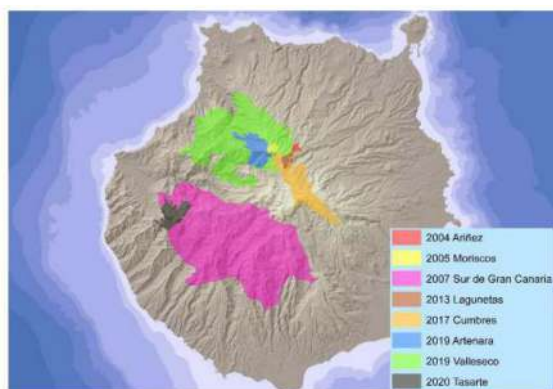 2004 Ariñez
2005 Moriscos
2007 Sur de Gran Canaria
2013 Lagunetas
2017 Cumbres
2019 Artenara
2019 Valleseco
2020 Tasarte